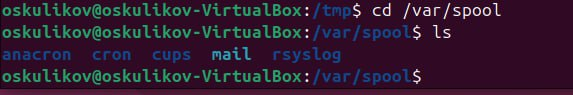 oskulikov@oskulikov-VirtualBox:/tmp$ cd /var/spool
oskulikov@oskulikov-VirtualBox:/var/spool$ ls
anacron  cron  cups  mail  rsyslog
oskulikov@oskulikov-VirtualBox:/var/spool$